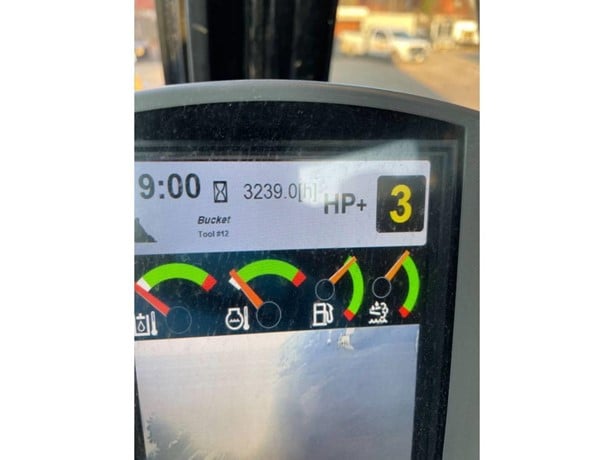 9:00 3239.0[h] HP+ 3
Bucket
Tool #12